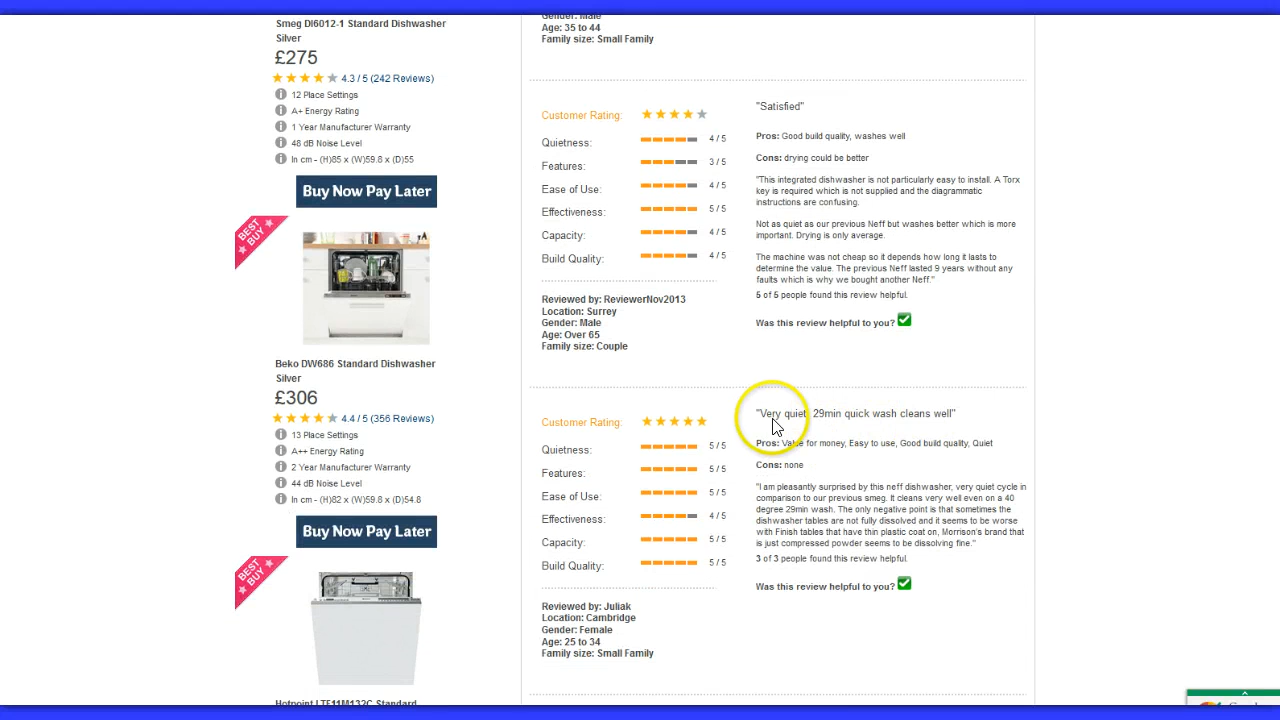 Smeg DI6012-1 Standard Dishwasher
Silver
£275
4.3 / 5 (242 Reviews)
12 Place Settings
A+ Energy Rating
1 Year Manufacturer Warranty
48 dB Noise Level
In cm - (H)85 x (W)59.8 x (D)55
Buy Now Pay Later
BEST
BUY
Beko DW686 Standard Dishwasher
Silver
£306
4.4 / 5 (356 Reviews)
13 Place Settings
A++ Energy Rating
2 Year Manufacturer Warranty
44 dB Noise Level
In cm - (H)82 x (W)59.8 x (D)54.8
Buy Now Pay Later
BEST
BUY
Hotpoint LTF11M132C Standard
Gender: Male
Age: 35 to 44
Family size: Small Family
Customer Rating:
Quietness: 4 / 5
Features: 3 / 5
Ease of Use: 4 / 5
Effectiveness: 5 / 5
Capacity: 4 / 5
Build Quality: 4 / 5
Reviewed by: ReviewerNov2013
Location: Surrey
Gender: Male
Age: Over 65
Family size: Couple
"Satisfied"
Pros: Good build quality, washes well
Cons: drying could be better
"This integrated dishwasher is not particularly easy to install. A Torx
key is required which is not supplied and the diagrammatic
instructions are confusing.
Not as quiet as our previous Neff but washes better which is more
important. Drying is only average.
The machine was not cheap so it depends how long it lasts to
determine the value. The previous Neff lasted 9 years without any
faults which is why we bought another Neff."
5 of 5 people found this review helpful.
Was this review helpful to you?
Customer Rating:
Quietness: 5 / 5
Features: 5 / 5
Ease of Use: 5 / 5
Effectiveness: 4 / 5
Capacity: 5 / 5
Build Quality: 5 / 5
Reviewed by: Juliak
Location: Cambridge
Gender: Female
Age: 25 to 34
Family size: Small Family
"Very quiet, 29min quick wash cleans well"
Pros: Value for money, Easy to use, Good build quality, Quiet
Cons: none
"I am pleasantly surprised by this neff dishwasher, very quiet cycle in
comparison to our previous smeg. It cleans very well even on a 40
degree 29min wash. The only negative point is that sometimes the
dishwasher tables are not fully dissolved and it seems to be worse
with Finish tables that have thin plastic coat on, Morrison's brand that
is just compressed powder seems to be dissolving fine."
3 of 3 people found this review helpful.
Was this review helpful to you?